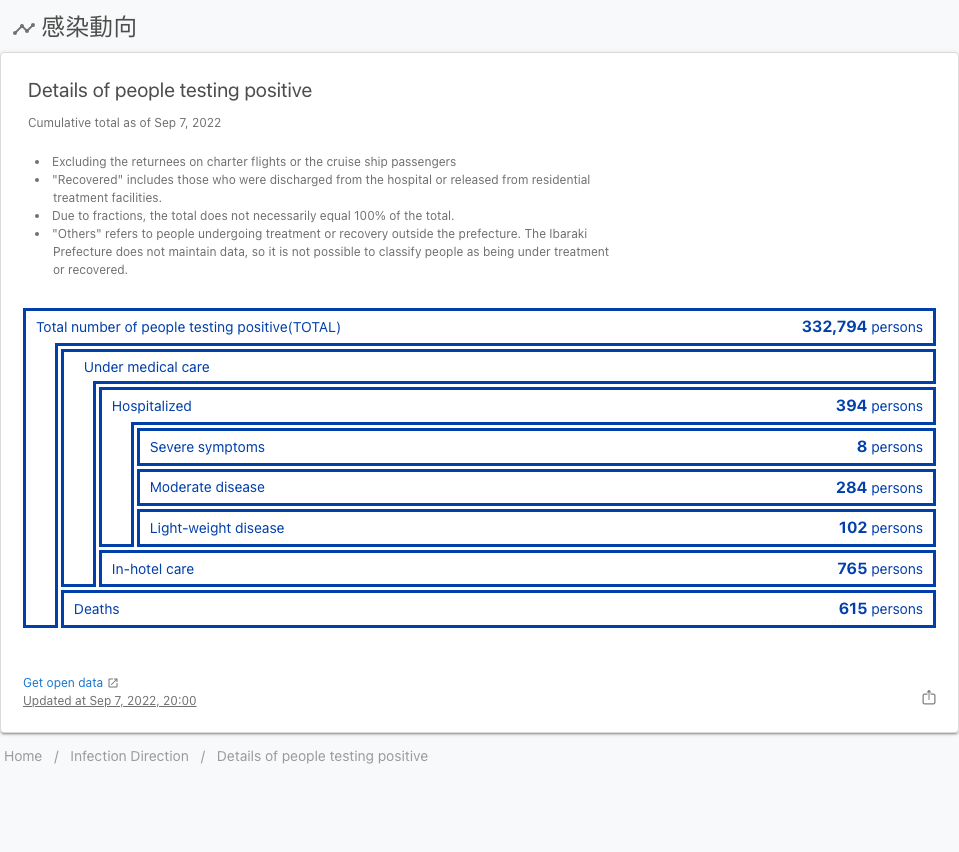 感染動向
Details of people testing positive
Cumulative total as of Sep 7, 2022
• Excluding the returnees on charter flights or the cruise ship passengers
• "Recovered" includes those who were discharged from the hospital or released from residential
treatment facilities.
• Due to fractions, the total does not necessarily equal 100% of the total.
• "Others" refers to people undergoing treatment or recovery outside the prefecture. The Ibaraki
Prefecture does not maintain data, so it is not possible to classify people as being under treatment
or recovered.
Total number of people testing positive(TOTAL) 332,794 persons
Under medical care
Hospitalized 394 persons
Severe symptoms 8 persons
Moderate disease 284 persons
Light-weight disease 102 persons
In-hotel care 765 persons
Deaths 615 persons
Get open data
Updated at Sep 7, 2022, 20:00
Home / Infection Direction / Details of people testing positive